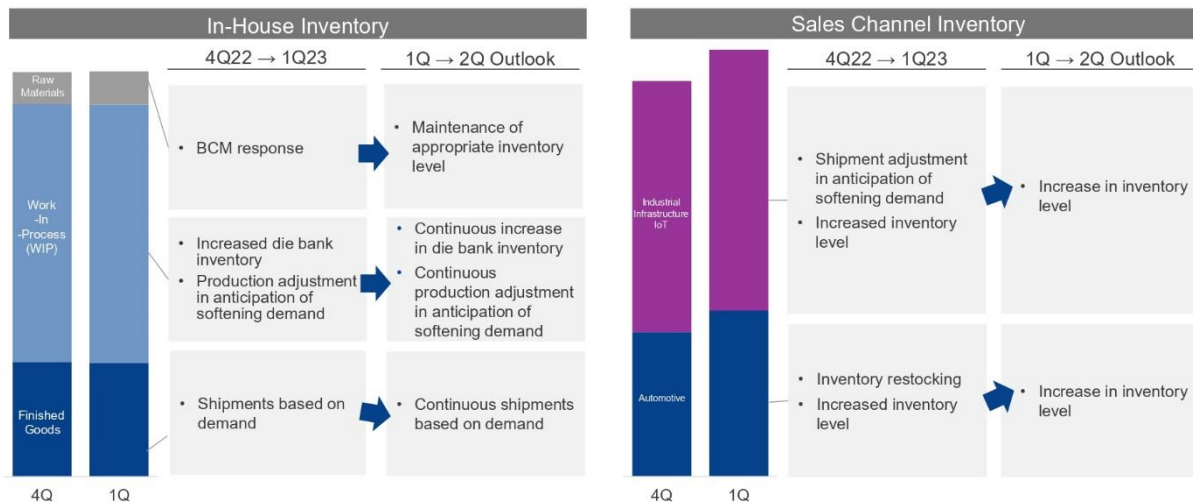 In-House Inventory
4Q22 → 1Q23
1Q → 2Q Outlook
Raw
Materials
• BCM response
• Maintenance of
appropriate inventory
level
Work
-In
-Process
(WIP)
• Increased die bank
inventory
• Production adjustment
in anticipation of
softening demand
• Continuous increase
in die bank inventory
• Continuous
production adjustment
in anticipation of
softening demand
Finished
Goods
• Shipments based on
demand
• Continuous shipments
based on demand
4Q
1Q
Sales Channel Inventory
4Q22 → 1Q23
1Q → 2Q Outlook
Industrial
Infrastructure
IoT
• Shipment adjustment
in anticipation of
softening demand
• Increased inventory
level
• Increase in inventory
level
Automotive
• Inventory restocking
• Increased inventory
level
• Increase in inventory
level
4Q
1Q